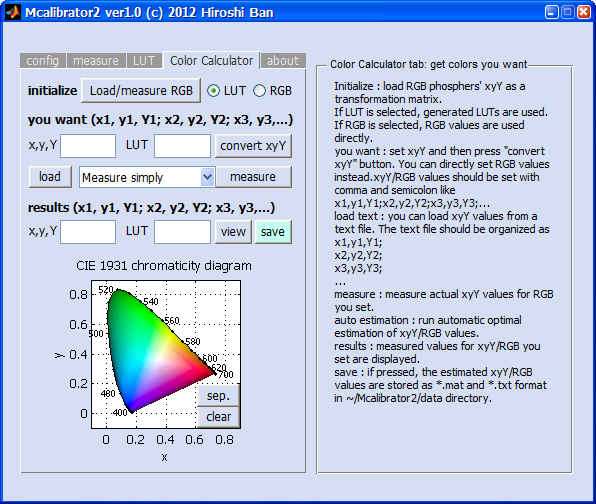 Mcalibrator2 ver1.0 (c) 2012 Hiroshi Ban
config measure LUT Color Calculator about
initialize Load/measure RGB LUT RGB
you want (x1, y1, Y1; x2, y2, Y2; x3, y3,...)
x,y,Y LUT convert xyY
load Measure simply measure
results (x1, y1, Y1; x2, y2, Y2; x3, y3,...)
x,y,Y LUT view save
CIE 1931 chromaticity diagram
0.8
0.6
0.4
0.2
0
y
520
540
560
500
580
600
620
700
480
400
sep.
clear
0 0.2 0.4 0.6 0.8
x
Color Calculator tab: get colors you want
Initialize : load RGB phosphers' xyY as a
transformation matrix.
If LUT is selected, generated LUTs are used.
If RGB is selected, RGB values are used
directly.
you want : set xyY and then press "convert
xyY" button. You can directly set RGB values
instead.xyY/RGB values should be set with
comma and semicolon like
x1,y1,Y1;x2,y2,Y2;x3,y3,Y3;...
load text : you can load xyY values from a
text file. The text file should be organized as
x1,y1,Y1;
x2,y2,Y2;
x3,y3,Y3;
...
measure : measure actual xyY values for RGB
you set.
auto estimation : run automatic optimal
estimation of xyY/RGB values.
results : measured values for xyY/RGB you
set are displayed.
save : if pressed, the estimated xyY/RGB
values are stored as *.mat and *.txt format
in ~/Mcalibrator2/data directory.